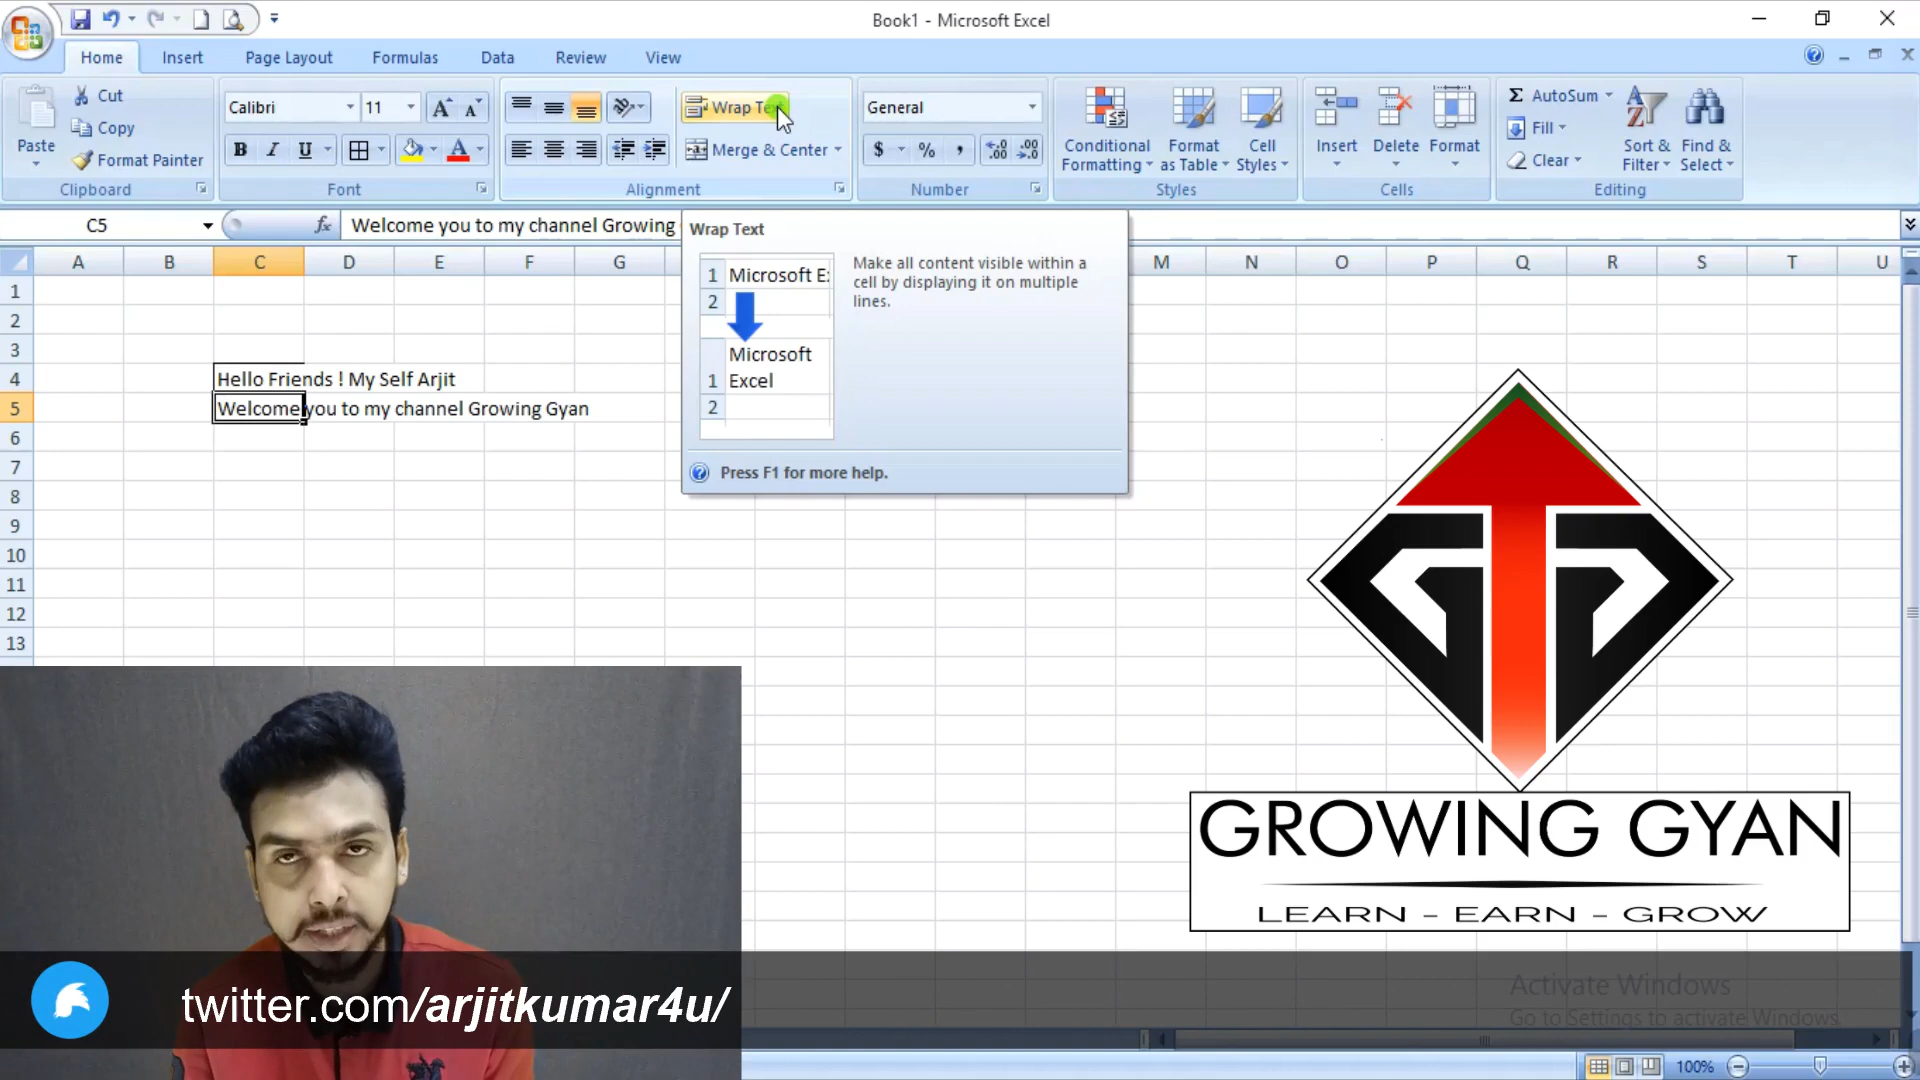 Book1 - Microsoft Excel
Home Insert Page Layout Formulas Data Review View
Paste
Cut
Copy
Format Painter
Clipboard
Calibri 11
B I U
Font
Wrap Text
Merge & Center
Alignment
General
$ % ,
Number
Conditional Formatting
Format as Table
Cell Styles
Styles
Insert Delete Format
Cells
Σ AutoSum
Fill
Clear
Sort & Filter
Find & Select
Editing
C5 fx Welcome you to my channel Growing
A B C D E F G M N O P Q R S T U
1
2
3
4 Hello Friends ! My Self Arjit
5 Welcome you to my channel Growing Gyan
6
7
8
9
10
11
12
13
Wrap Text
1 Microsoft Ex
2
Microsoft
1 Excel
2
Make all content visible within a
cell by displaying it on multiple
lines.
Press F1 for more help.
GROWING GYAN
LEARN - EARN - GROW
twitter.com/arjitkumar4u/
Activate Windows
Go to Settings to activate Windows.
100%